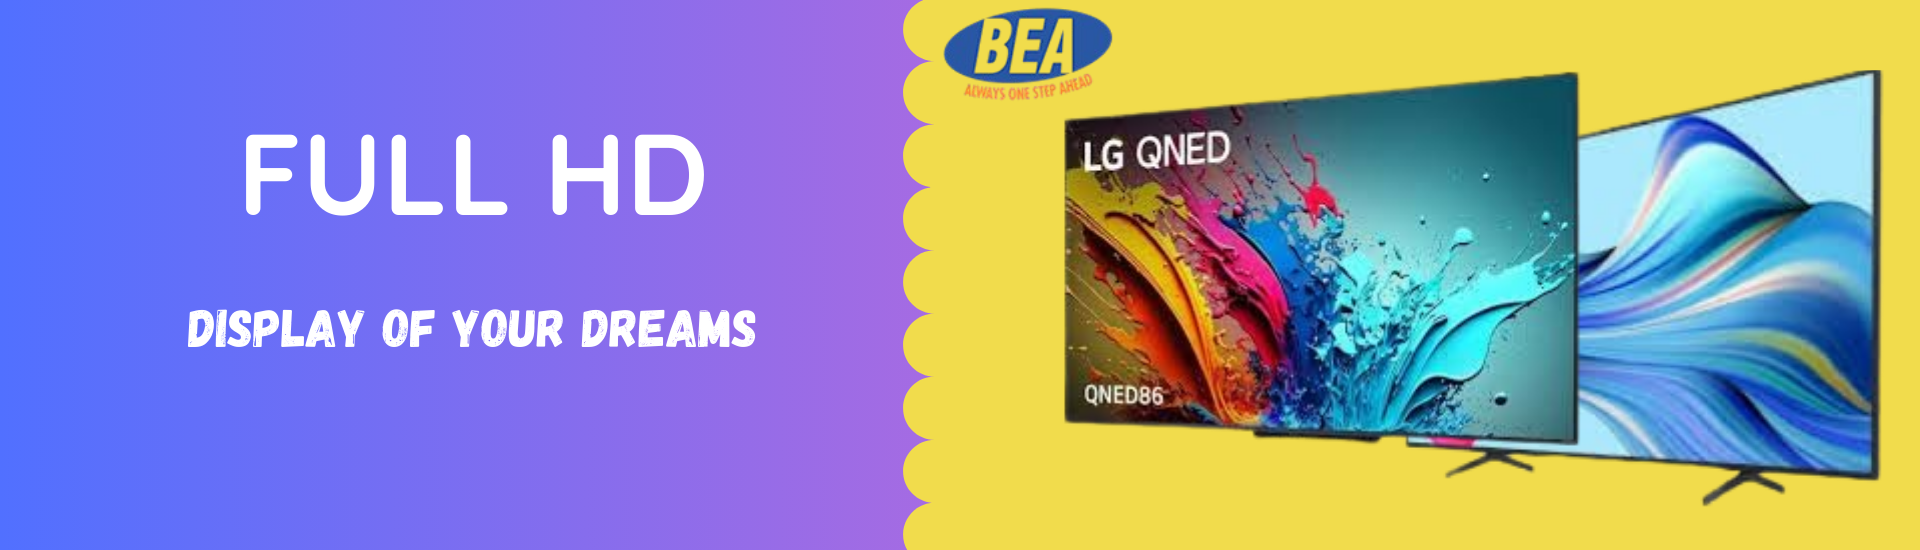 FULL HD
DISPLAY OF YOUR DREAMS
BEA
ALWAYS ONE STEP AHEAD
LG QNED
QNED86